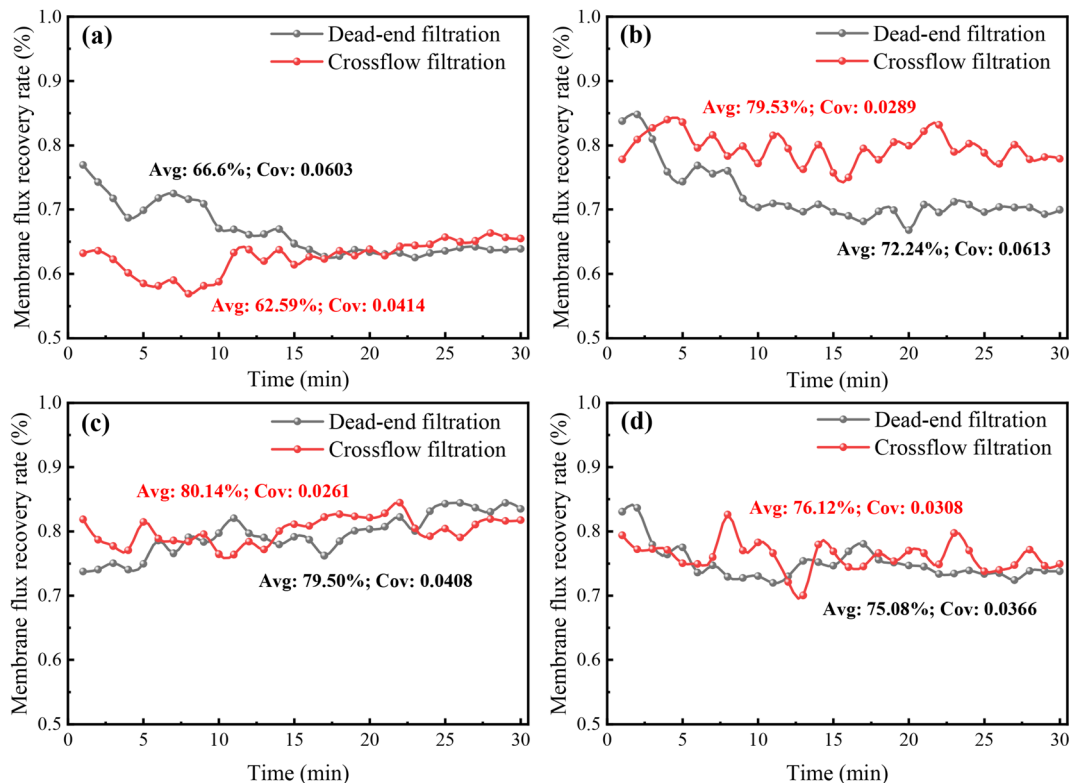 (a)
Dead-end filtration
Crossflow filtration
Avg: 66.6%; Cov: 0.0603
Avg: 62.59%; Cov: 0.0414
Membrane flux recovery rate (%)
1.0
0.9
0.8
0.7
0.6
0.5
0 5 10 15 20 25 30
Time (min)
(b)
Dead-end filtration
Crossflow filtration
Avg: 79.53%; Cov: 0.0289
Avg: 72.24%; Cov: 0.0613
Membrane flux recovery rate (%)
1.0
0.9
0.8
0.7
0.6
0.5
0 5 10 15 20 25 30
Time (min)
(c)
Dead-end filtration
Crossflow filtration
Avg: 80.14%; Cov: 0.0261
Avg: 79.50%; Cov: 0.0408
Membrane flux recovery rate (%)
1.0
0.9
0.8
0.7
0.6
0.5
0 5 10 15 20 25 30
Time (min)
(d)
Dead-end filtration
Crossflow filtration
Avg: 76.12%; Cov: 0.0308
Avg: 75.08%; Cov: 0.0366
Membrane flux recovery rate (%)
1.0
0.9
0.8
0.7
0.6
0.5
0 5 10 15 20 25 30
Time (min)